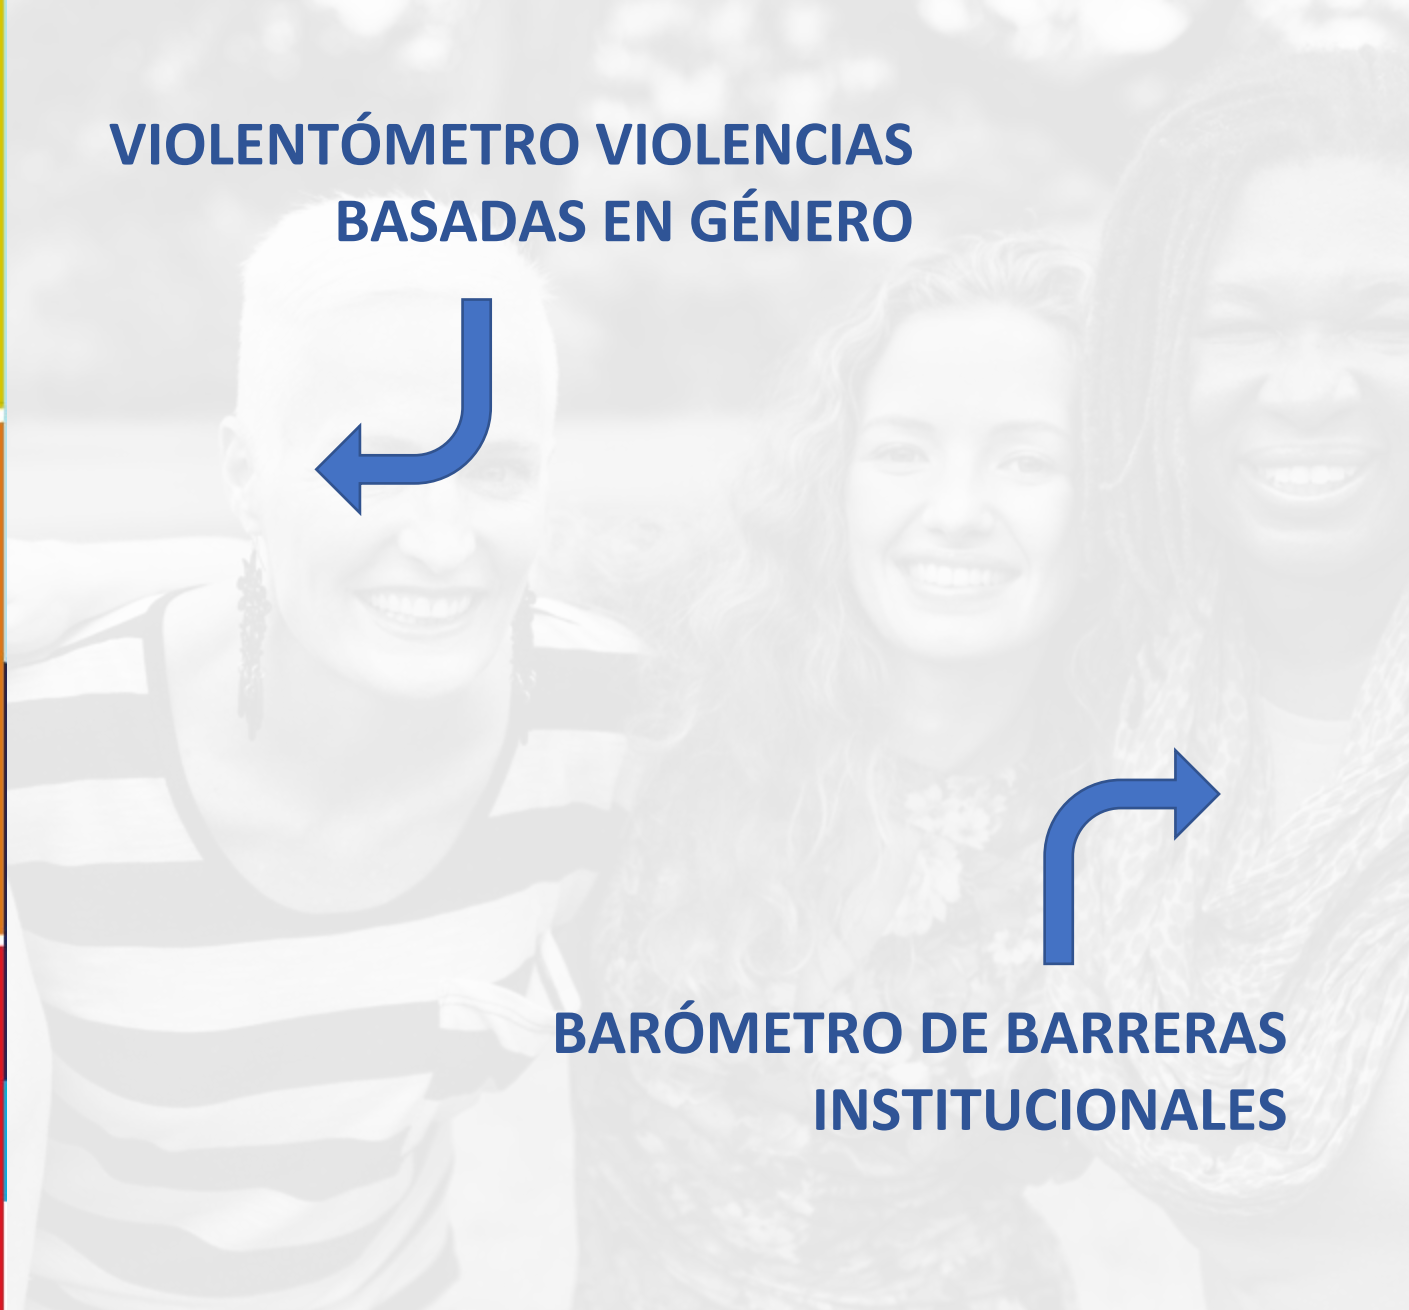 VIOLENTÓMETRO VIOLENCIAS
BASADAS EN GÉNERO
BARÓMETRO DE BARRERAS
INSTITUCIONALES